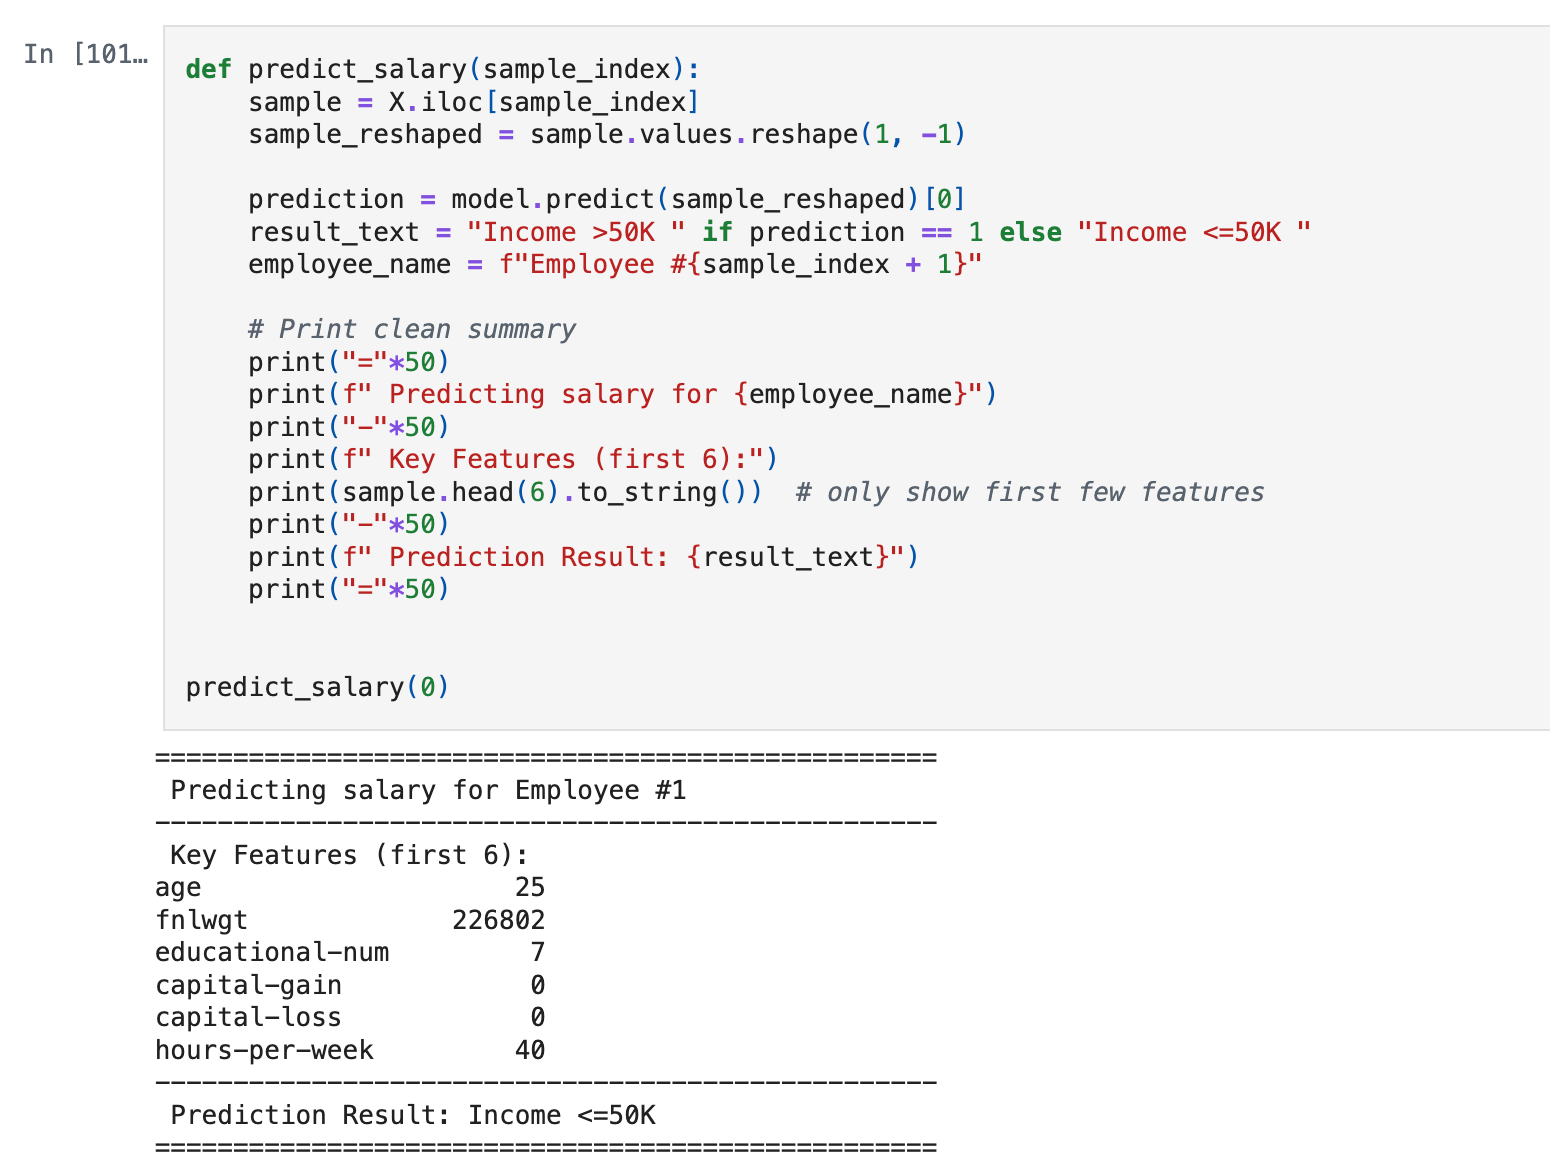 In [101…
def predict_salary(sample_index):
    sample = X.iloc[sample_index]
    sample_reshaped = sample.values.reshape(1, -1)

    prediction = model.predict(sample_reshaped)[0]
    result_text = "Income >50K " if prediction == 1 else "Income <=50K "
    employee_name = f"Employee #{sample_index + 1}"

    # Print clean summary
    print("="*50)
    print(f" Predicting salary for {employee_name}")
    print("-"*50)
    print(f" Key Features (first 6):")
    print(sample.head(6).to_string())  # only show first few features
    print("-"*50)
    print(f" Prediction Result: {result_text}")
    print("="*50)

predict_salary(0)
==================================================
 Predicting salary for Employee #1
--------------------------------------------------
 Key Features (first 6):
age                    25
fnlwgt             226802
educational-num         7
capital-gain            0
capital-loss            0
hours-per-week         40
--------------------------------------------------
 Prediction Result: Income <=50K
==================================================